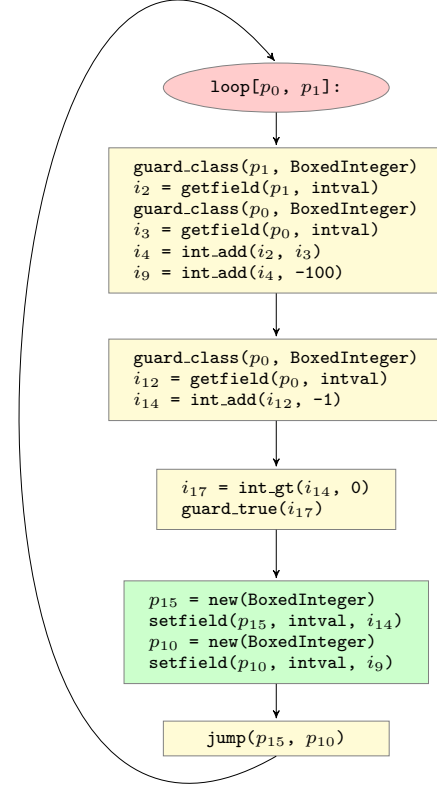 loop[p₀, p₁]:
guard_class(p₁, BoxedInteger)
i₂ = getfield(p₁, intval)
guard_class(p₀, BoxedInteger)
i₃ = getfield(p₀, intval)
i₄ = int_add(i₂, i₃)
i₉ = int_add(i₄, -100)
guard_class(p₀, BoxedInteger)
i₁₂ = getfield(p₀, intval)
i₁₄ = int_add(i₁₂, -1)
i₁₇ = int_gt(i₁₄, 0)
guard_true(i₁₇)
p₁₅ = new(BoxedInteger)
setfield(p₁₅, intval, i₁₄)
p₁₀ = new(BoxedInteger)
setfield(p₁₀, intval, i₉)
jump(p₁₅, p₁₀)